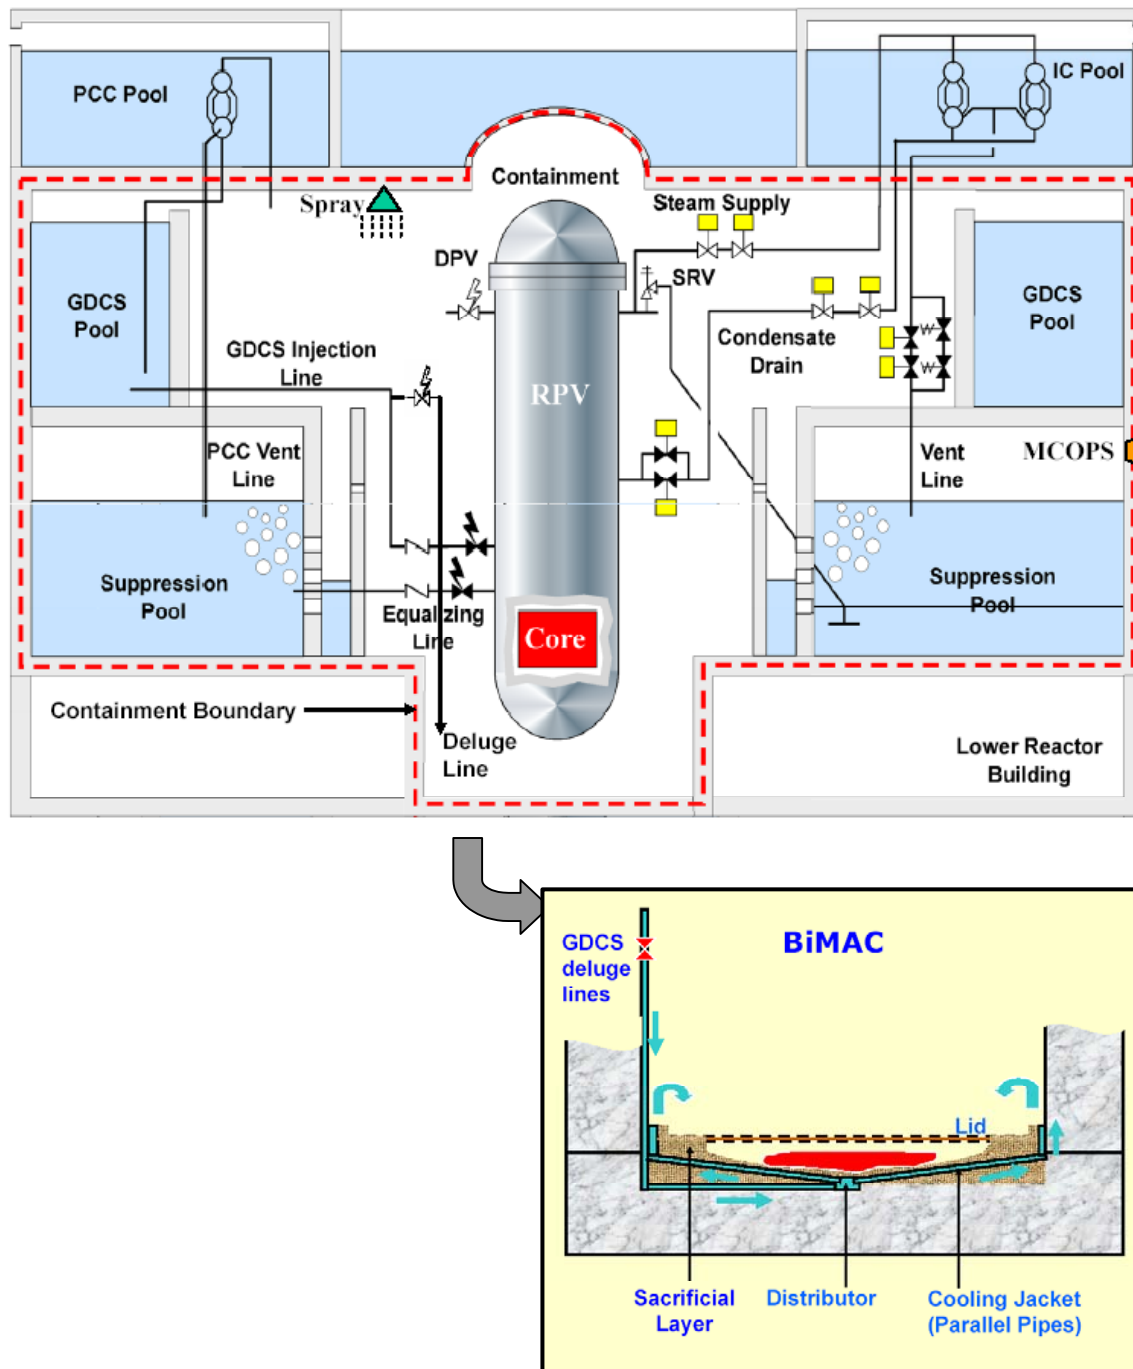 PCC Pool
IC Pool
Containment
Spray
Steam Supply
DPV
SRV
GDCS
Pool
GDCS
Pool
GDCS Injection
Line
Condensate
Drain
RPV
PCC Vent
Line
Vent
Line
MCOPS
Suppression
Pool
Suppression
Pool
Equalizing
Line
Core
Containment Boundary
Deluge
Line
Lower Reactor
Building
BiMAC
GDCS
deluge
lines
Lid
Sacrificial
Layer
Distributor
Cooling Jacket
(Parallel Pipes)